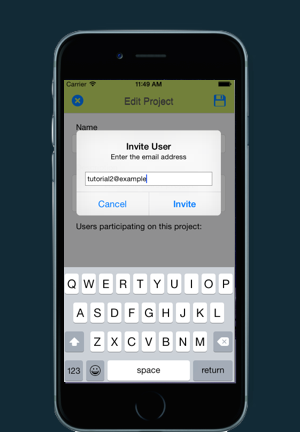 Carrier
11:49 AM
Edit Project
Name
Invite User
Enter the email address
tutorial2@example
Cancel
Invite
Users participating on this project:
Q W E R T Y U I O P
A S D F G H J K L
Z X C V B N M
123
space
return